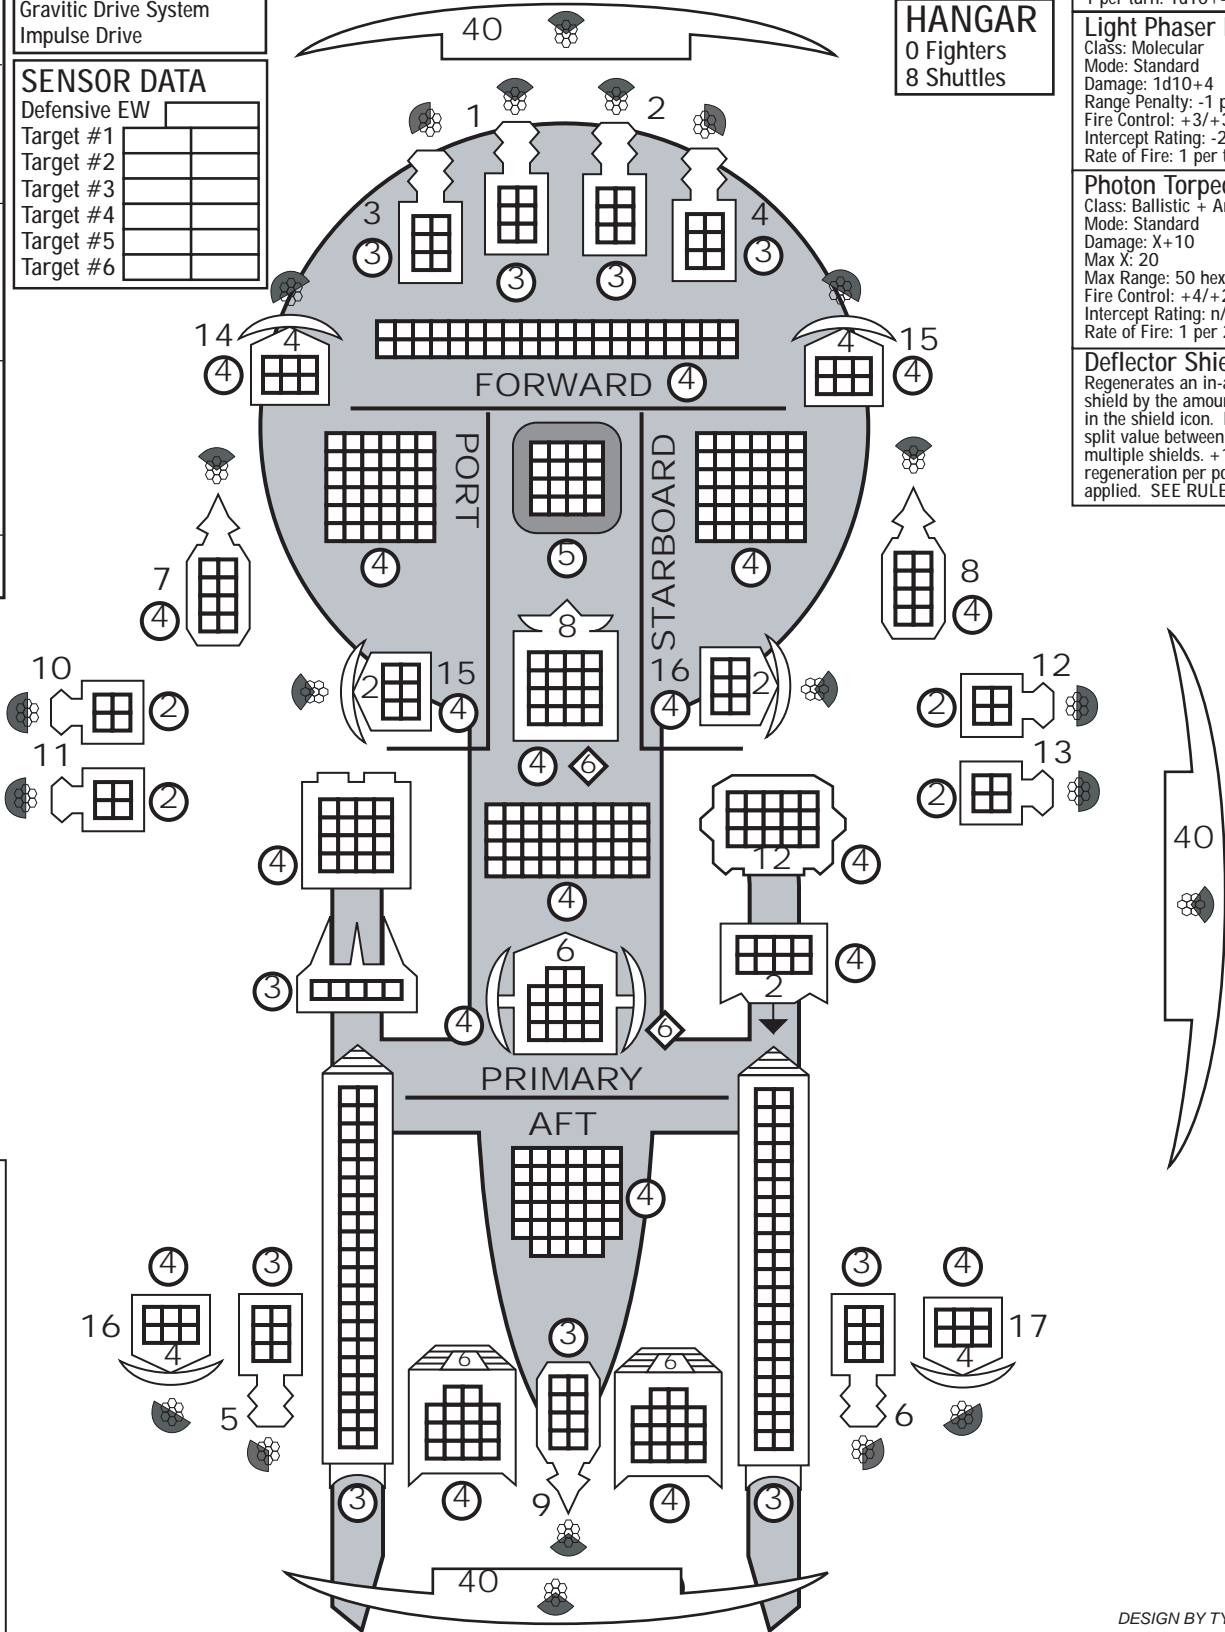 Gravitic Drive System
Impulse Drive
SENSOR DATA
Defensive EW
Target #1
Target #2
Target #3
Target #4
Target #5
Target #6
40
HANGAR
0 Fighters
8 Shuttles
Light Phaser
Class: Molecular
Mode: Standard
Damage: 1d10+4
Range Penalty: -1
Fire Control: +3/+3
Intercept Rating: -2
Rate of Fire: 1 per
Photon
Class: Ballistic +
Mode: Standard
Damage: X+10
Max X: 20
Max Range: 50
Fire Control: +4/+2
Intercept Rating:
Rate of Fire: 1 per
Deflector
Regenerates an
shield by the
in the shield icon.
split value between
multiple shields.
regeneration per
applied. SEE
1 2
3 4
3 3 3 3
14 4 4
15 4 4
FORWARD 4
PORT
STARBOARD
4 5 4
7 4
8 4
8
10 2
11 2
2 15 4
16 4 2
12 2
13 2
4 6
4
12 4
4
3
6
4 6
2 4
40
PRIMARY
AFT
4
4 3
16 4
5
3 4
17 4
6
3
6 6
3 4 9 4 3
40
DESIGN BY